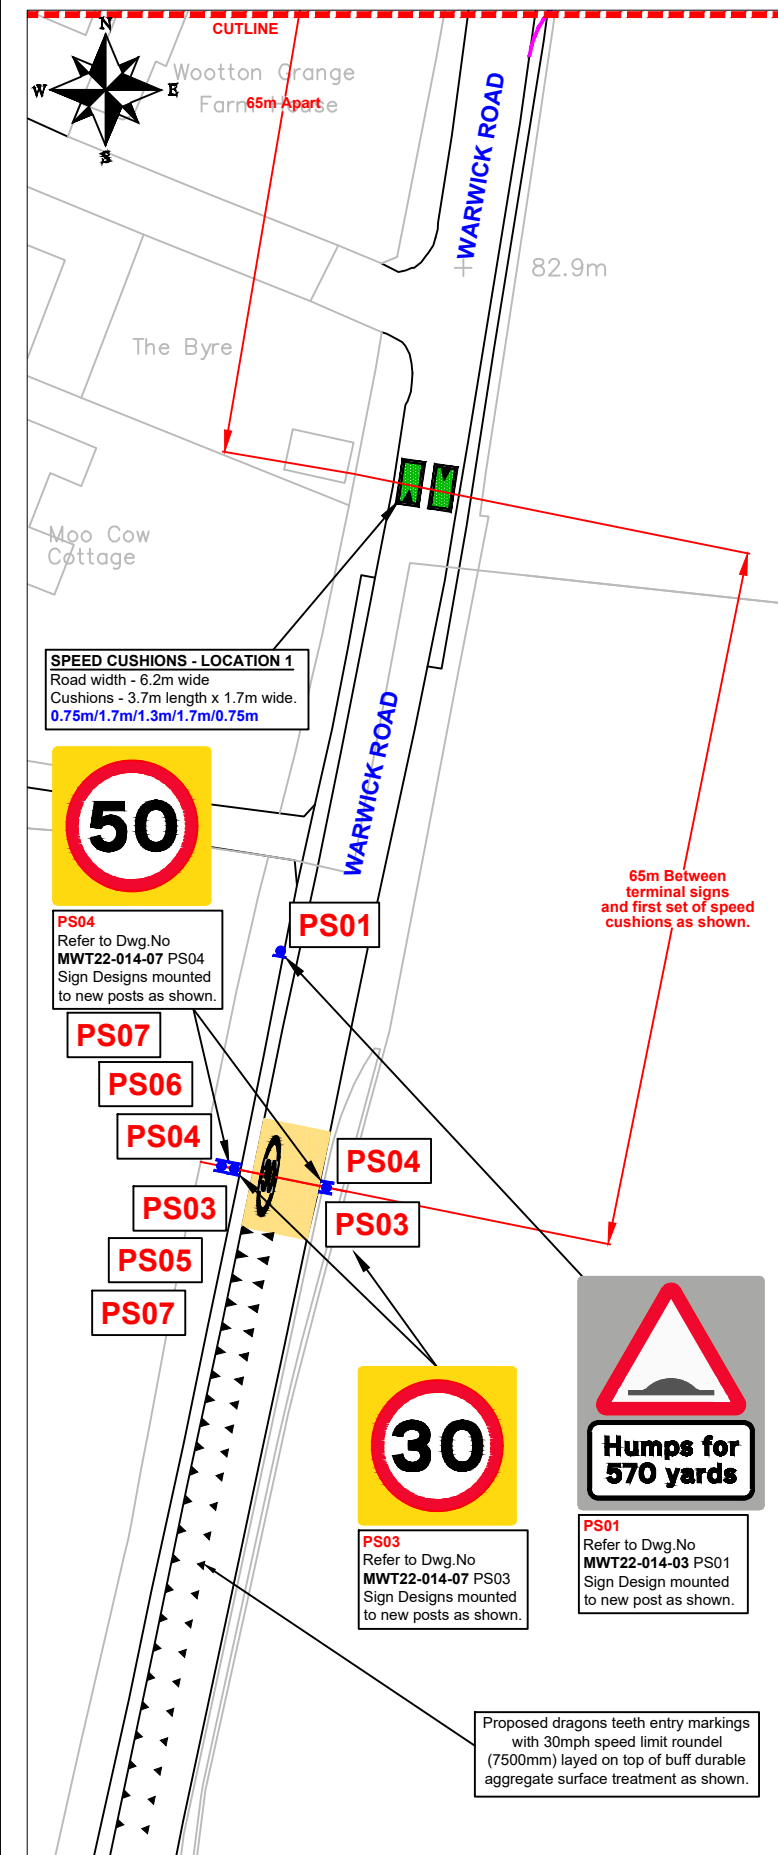 CUTLINE
N
W
E
S
Wootton Grange
Farm House
65m Apart
WARWICK ROAD
82.9m
The Byre
Moo Cow
Cottage
SPEED CUSHIONS - LOCATION 1
Road width - 6.2m wide
Cushions - 3.7m length x 1.7m wide.
0.75m/1.7m/1.3m/1.7m/0.75m
WARWICK ROAD
50
PS04
Refer to Dwg.No
MWT22-014-07 PS04
Sign Designs mounted
to new posts as shown.
PS01
65m Between
terminal signs
and first set of speed
cushions as shown.
PS07
PS06
PS04
PS03
PS05
PS07
PS04
PS03
30
30
PS03
Refer to Dwg.No
MWT22-014-07 PS03
Sign Designs mounted
to new posts as shown.
Humps for
570 yards
PS01
Refer to Dwg.No
MWT22-014-03 PS01
Sign Design mounted
to new post as shown.
Proposed dragons teeth entry markings
with 30mph speed limit roundel
(7500mm) layed on top of buff durable
aggregate surface treatment as shown.